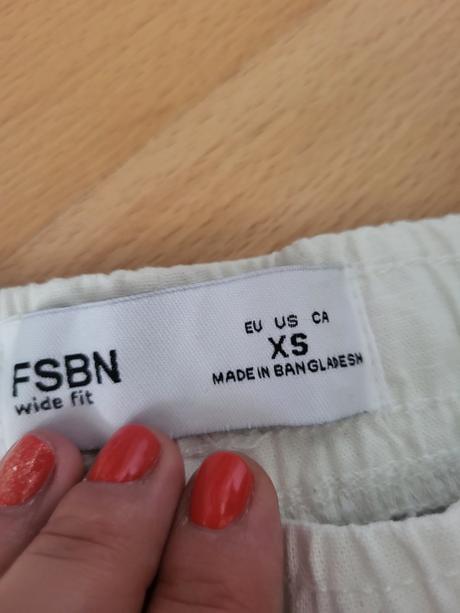 FSBN
wide fit
EU US CA
XS
MADE IN BANGLADESH